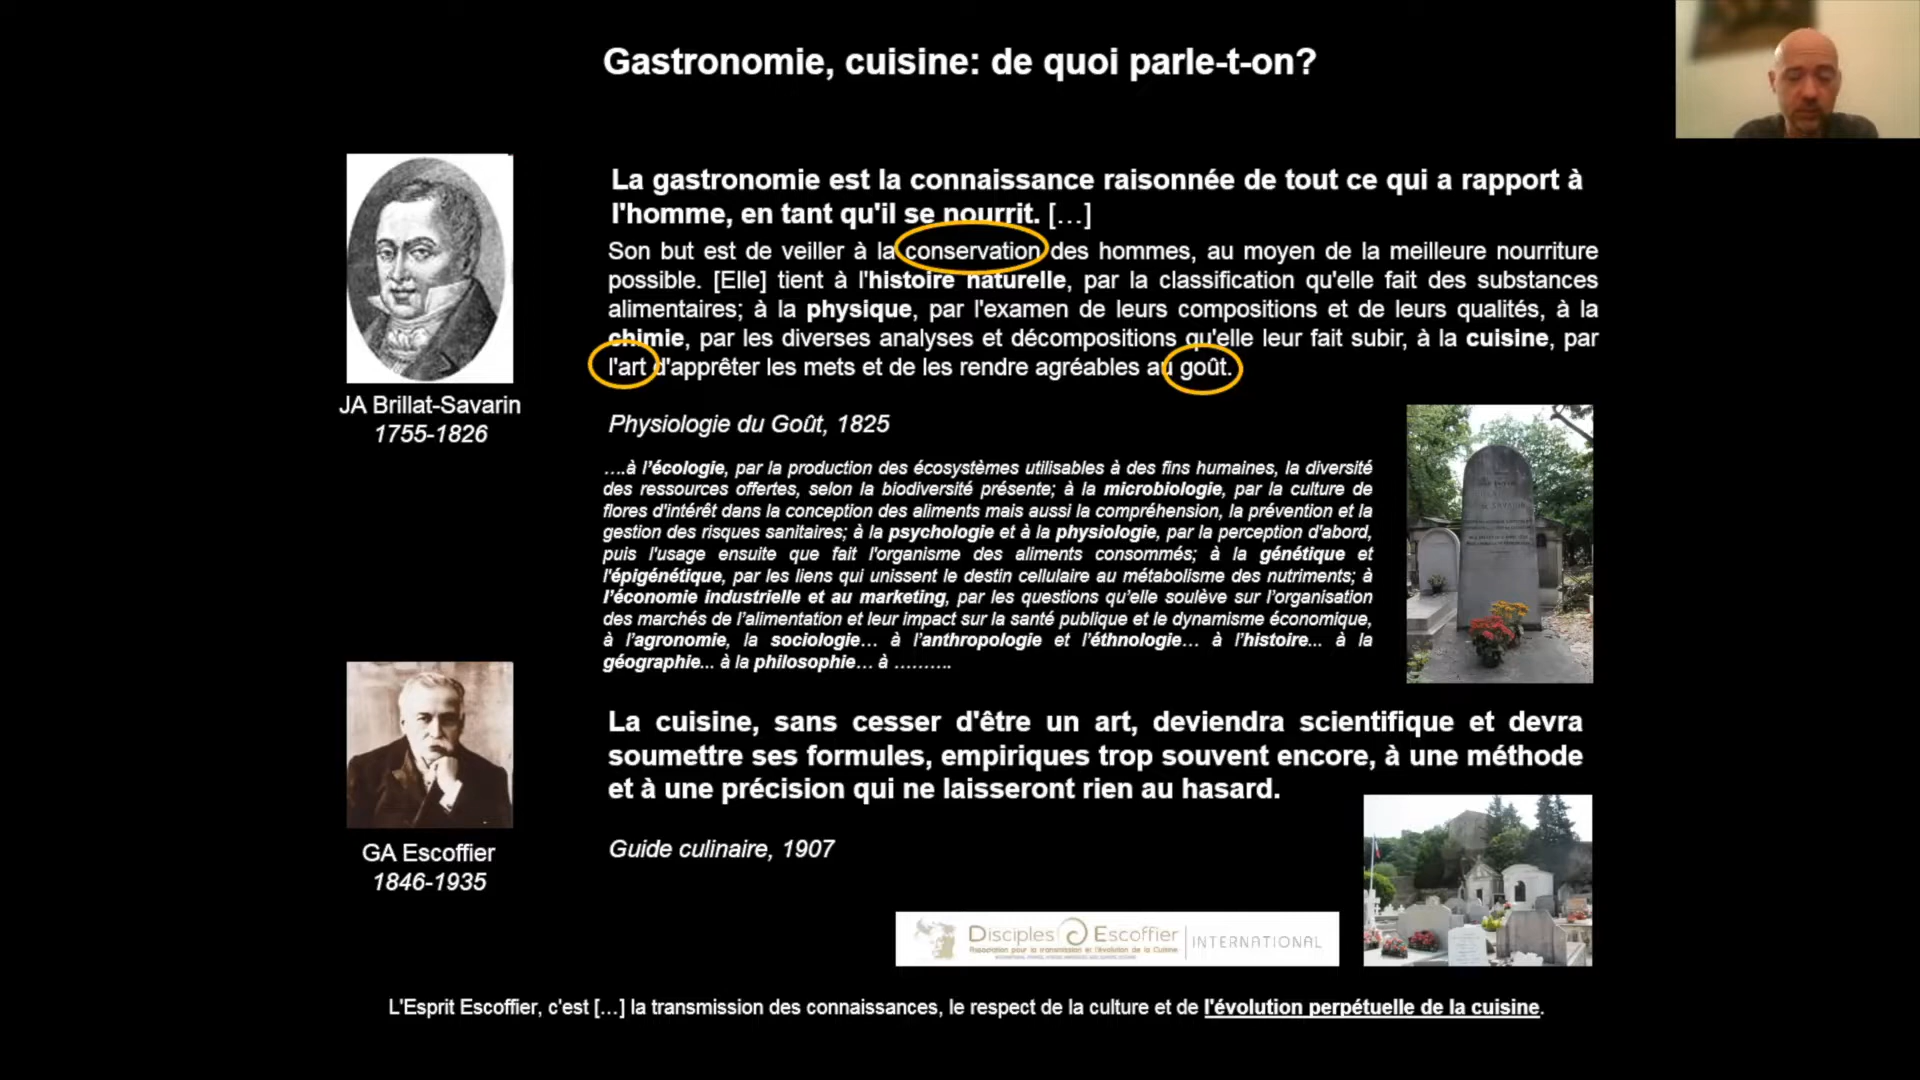 Gastronomie, cuisine: de quoi parle-t-on?
La gastronomie est la connaissance raisonnée de tout ce qui a rapport à
l'homme, en tant qu'il se nourrit. [...]
Son but est de veiller à la conservation des hommes, au moyen de la meilleure nourriture
possible. [Elle] tient à l'histoire naturelle, par la classification qu'elle fait des substances
alimentaires; à la physique, par l'examen de leurs compositions et de leurs qualités, à la
chimie, par les diverses analyses et décompositions qu'elle leur fait subir, à la cuisine, par
l'art d'apprêter les mets et de les rendre agréables au goût.
JA Brillat-Savarin
1755-1826
Physiologie du Goût, 1825
....à l'écologie, par la production des écosystèmes utilisables à des fins humaines, la diversité
des ressources offertes, selon la biodiversité présente; à la microbiologie, par la culture de
flores d'intérêt dans la conception des aliments mais aussi la compréhension, la prévention et la
gestion des risques sanitaires; à la psychologie et à la physiologie, par la perception d'abord,
puis l'usage ensuite que fait l'organisme des aliments consommés; à la génétique et
l'épigénétique, par les liens qui unissent le destin cellulaire au métabolisme des nutriments; à
l'économie industrielle et au marketing, par les questions qu'elle soulève sur l'organisation
des marchés de l'alimentation et leur impact sur la santé publique et le dynamisme économique,
à l'agronomie, la sociologie... à l'anthropologie et l'éthnologie... à l'histoire... à la
géographie... à la philosophie... à ..........
La cuisine, sans cesser d'être un art, deviendra scientifique et devra
soumettre ses formules, empiriques trop souvent encore, à une méthode
et à une précision qui ne laisseront rien au hasard.
GA Escoffier
1846-1935
Guide culinaire, 1907
Disciples Escoffier INTERNATIONAL
Association pour la transmission et l'évolution de la Cuisine
L'Esprit Escoffier, c'est [...] la transmission des connaissances, le respect de la culture et de l'évolution perpétuelle de la cuisine.